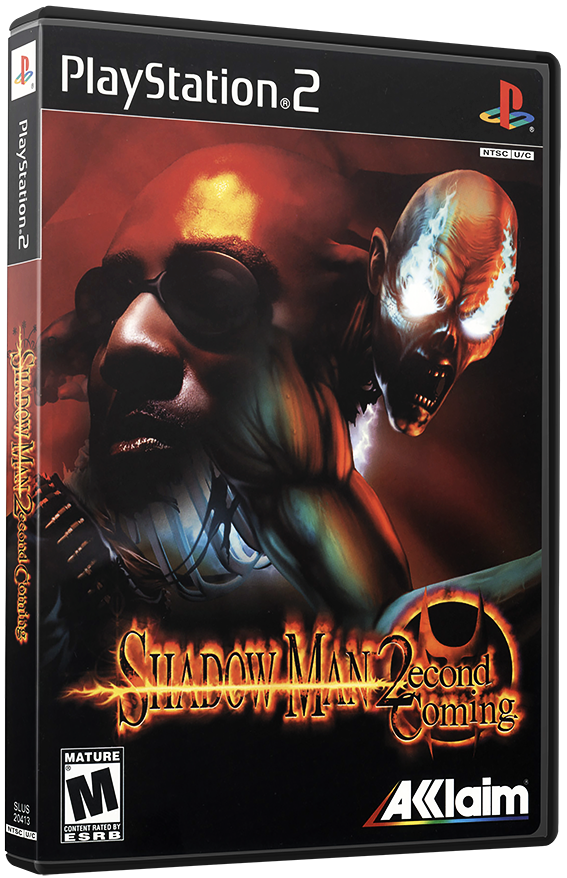 PlayStation®2
NTSC U/C
SHADOW MAN 2econd Coming
MATURE
M
®
CONTENT RATED BY
ESRB
AKKlaim®
PlayStation®2
SHADOW MAN 2econd Coming
SLUS
20413
NTSC U/C